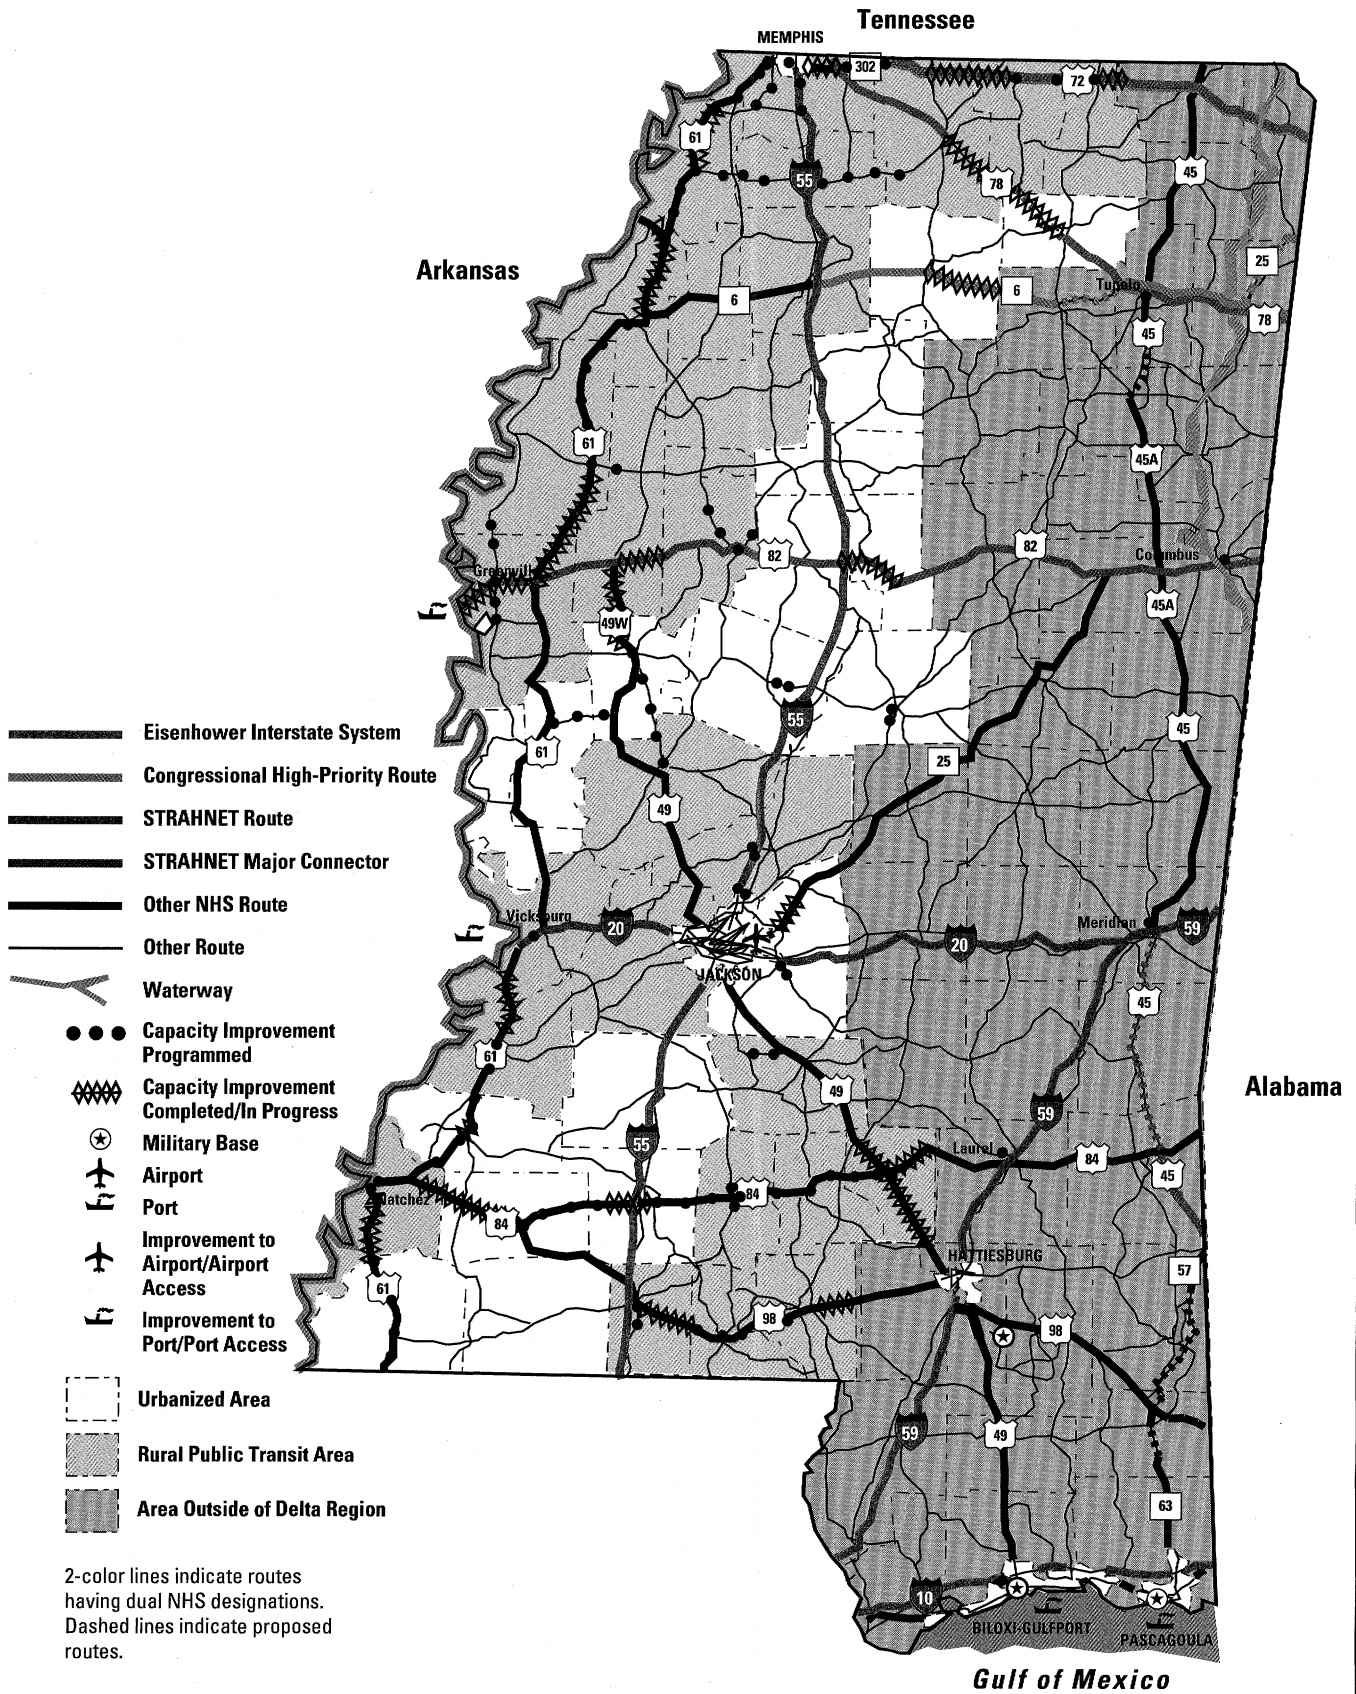 Tennessee
MEMPHIS
302
72
61
55
78
45
Arkansas
25
6
6
Tupelo
78
45
61
45A
82
82
Columbus
Greenville
49W
45A
55
45
61
25
49
Eisenhower Interstate System
Congressional High-Priority Route
STRAHNET Route
STRAHNET Major Connector
Other NHS Route
Other Route
Waterway
Capacity Improvement
Programmed
Capacity Improvement
Completed/In Progress
Military Base
Airport
Port
Improvement to
Airport/Airport
Access
Improvement to
Port/Port Access
Urbanized Area
Rural Public Transit Area
Area Outside of Delta Region
2-color lines indicate routes
having dual NHS designations.
Dashed lines indicate proposed
routes.
Vicksburg
20
Meridian
59
20
JACKSON
45
61
49
Alabama
59
55
Laurel
84
45
Natchez
84
84
HATTIESBURG
57
61
98
98
59
49
63
10
BILOXI-GULFPORT
PASCAGOULA
Gulf of Mexico